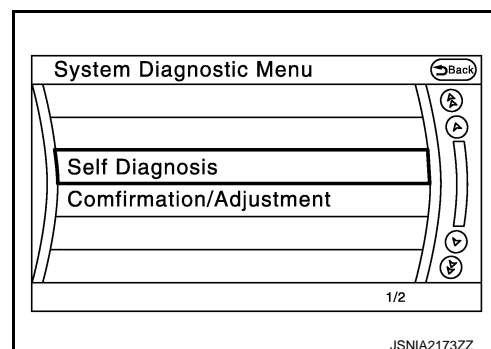 System Diagnostic Menu
Back
Self Diagnosis
Comfirmation/Adjustment
1/2
JSNIA2173ZZ